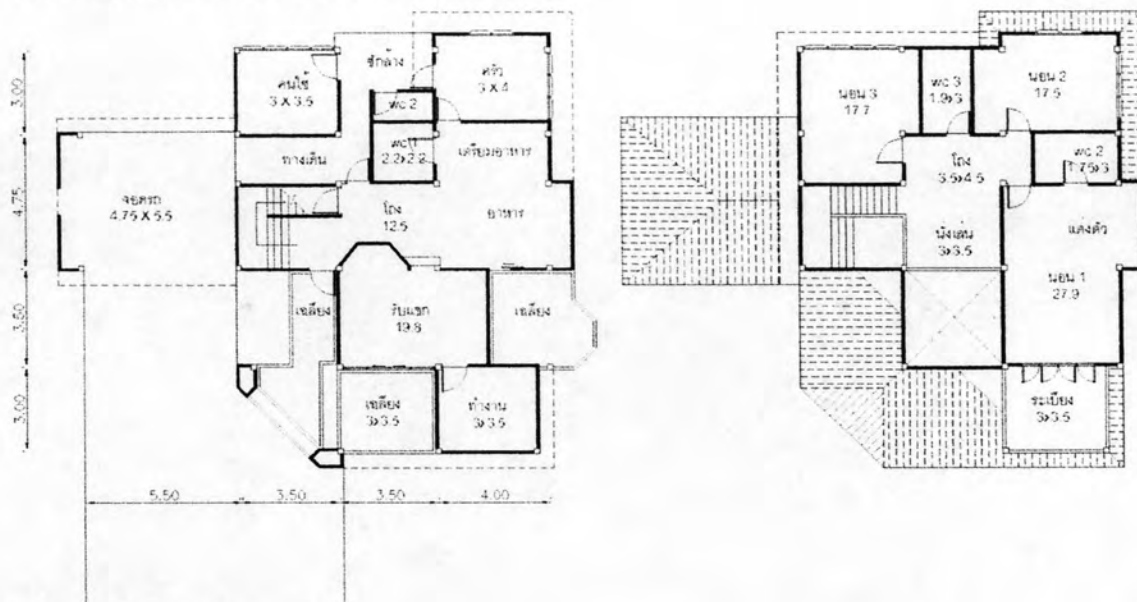 ซักล้าง
คนใช้
3 X 3.5
ครัว
3 X 4
wc 2
wc 1
2.2x2.2
ทางเดิน
เตรียมอาหาร
จอดรถ
4.75 X 5.5
โถง
12.5
อาหาร
เฉลียง
รับแขก
19.8
เฉลียง
เฉลียง
3x3.5
ทำงาน
3x3.5
3.00
4.75
3.50
3.00
5.50
3.50
3.50
4.00
นอน 3
17.7
wc 3
1.9x3
นอน 2
17.5
wc 2
1.75x3
โถง
3.5x4.5
นั่งเล่น
3x3.5
แต่งตัว
นอน 1
27.9
ระเบียง
3x3.5